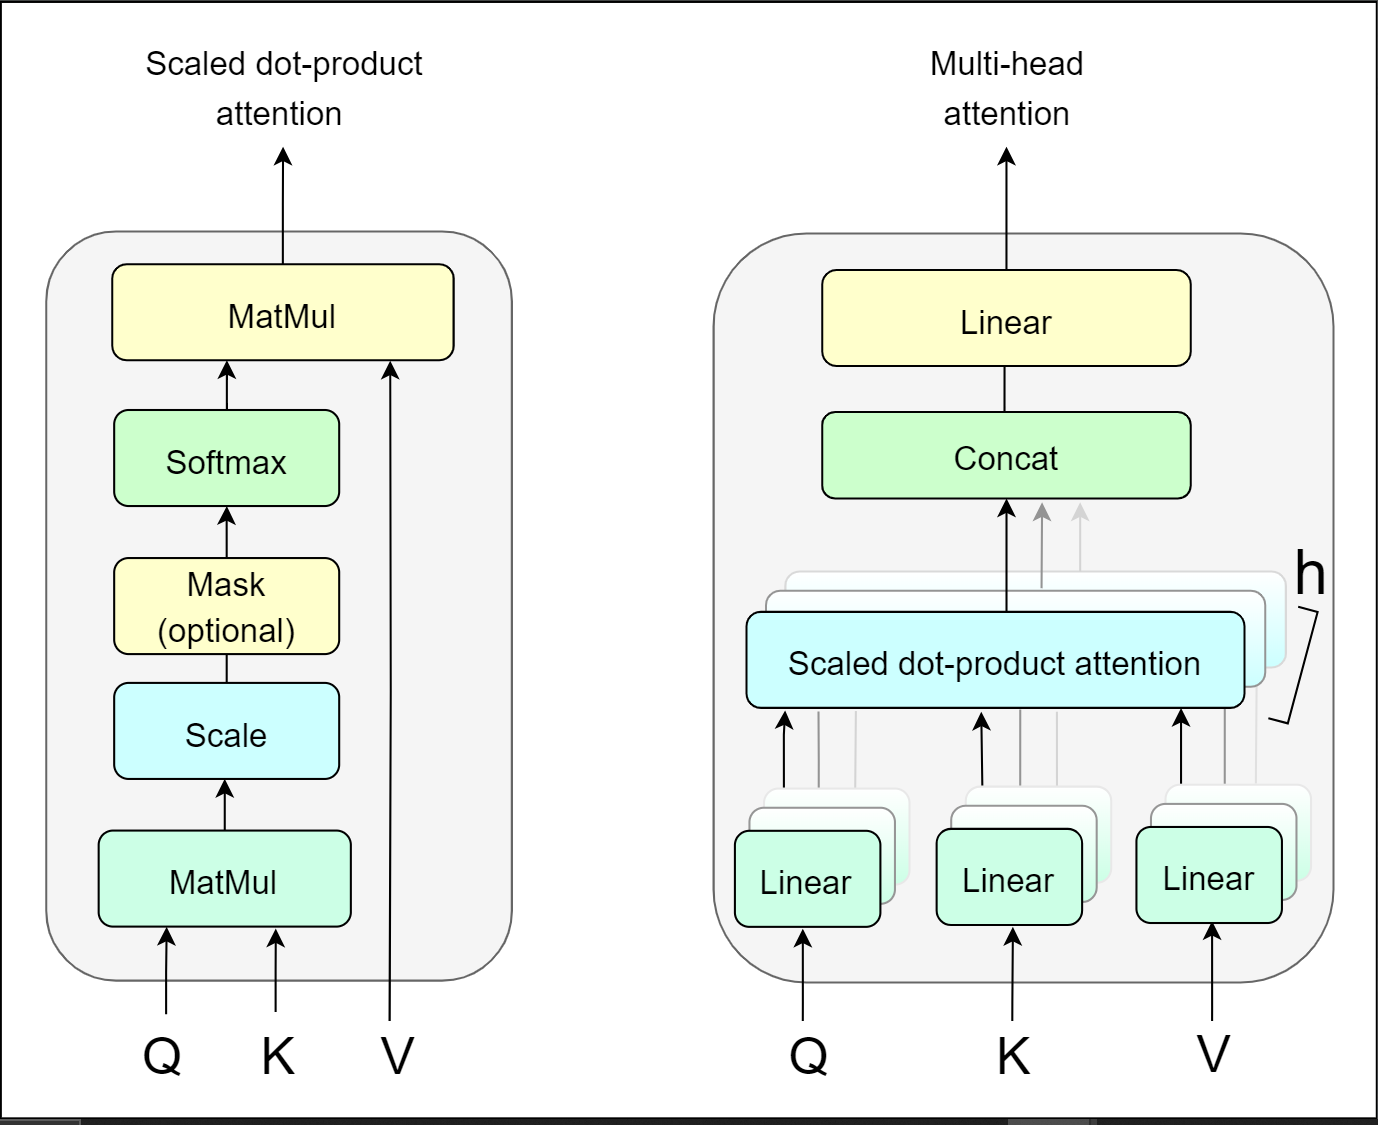 Scaled dot-product
attention
MatMul
Softmax
Mask
(optional)
Scale
MatMul
Q K V
Multi-head
attention
Linear
Concat
h
Scaled dot-product attention
Linear Linear Linear
Q K V